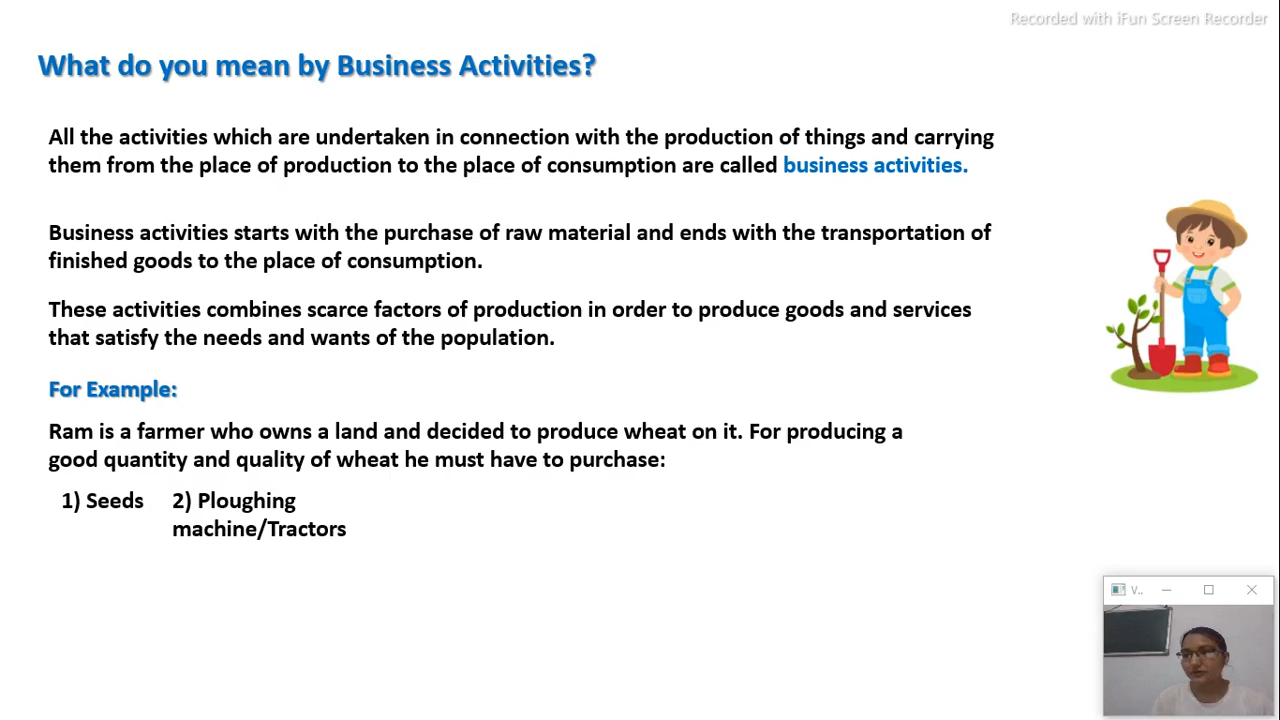 Recorded with iFun Screen Recorder
What do you mean by Business Activities?
All the activities which are undertaken in connection with the production of things and carrying
them from the place of production to the place of consumption are called business activities.
Business activities starts with the purchase of raw material and ends with the transportation of
finished goods to the place of consumption.
These activities combines scarce factors of production in order to produce goods and services
that satisfy the needs and wants of the population.
For Example:
Ram is a farmer who owns a land and decided to produce wheat on it. For producing a
good quantity and quality of wheat he must have to purchase:
1) Seeds 2) Ploughing
machine/Tractors
V..